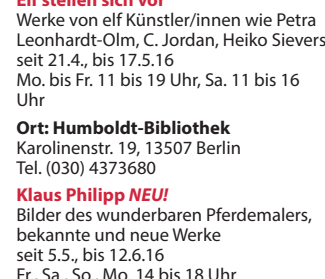 Elf stellen sich vor
Werke von elf Künstler/innen wie Petra
Leonhardt-Olm, C. Jordan, Heiko Sievers
seit 21.4., bis 17.5.16
Mo. bis Fr. 11 bis 19 Uhr, Sa. 11 bis 16
Uhr
Ort: Humboldt-Bibliothek
Karolinenstr. 19, 13507 Berlin
Tel. (030) 4373680
Klaus Philipp NEU!
Bilder des wunderbaren Pferdemalers,
bekannte und neue Werke
seit 5.5., bis 12.6.16
Fr., Sa., So., Mo. 14 bis 18 Uhr